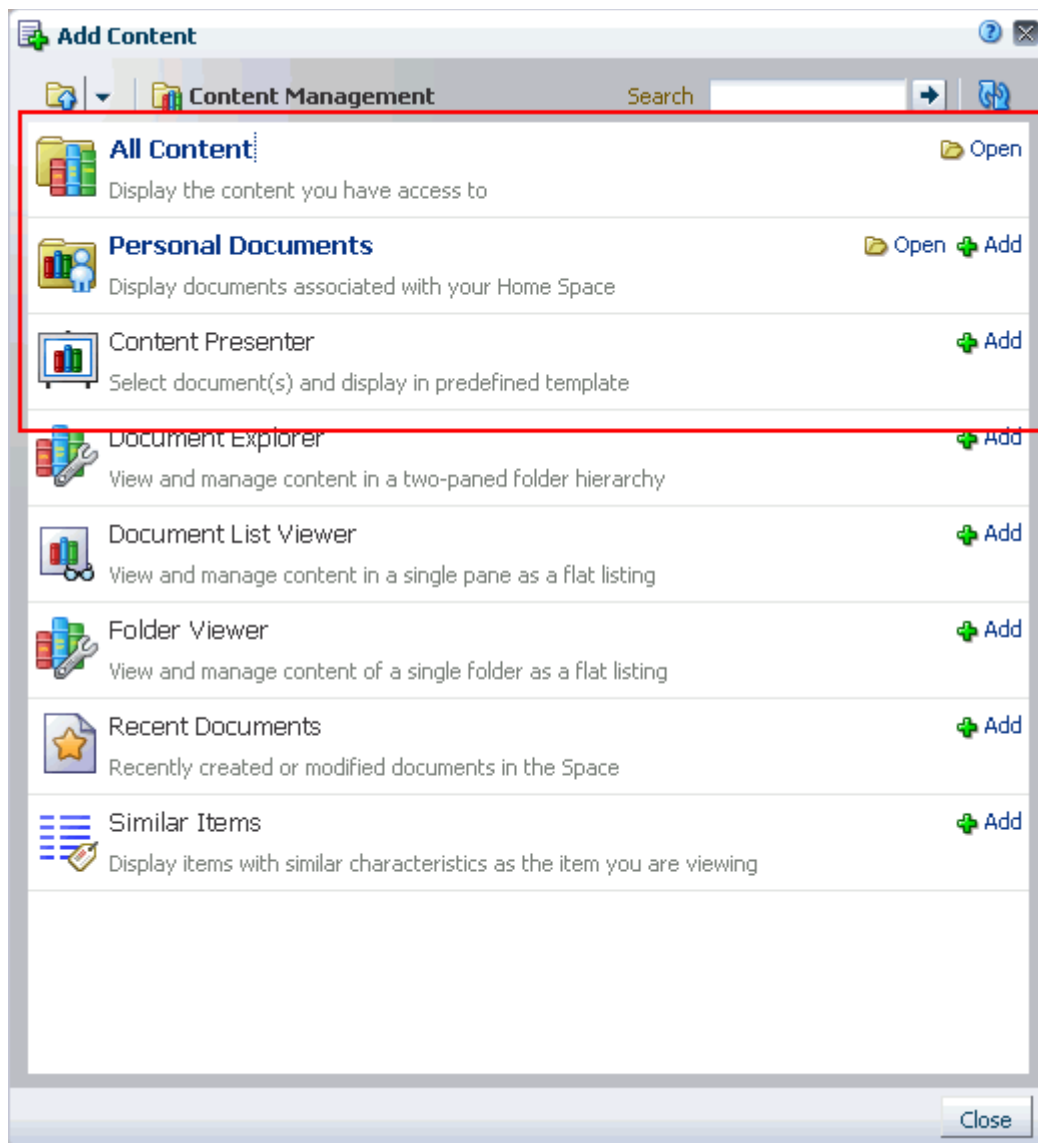 Add Content
Content Management Search
All Content Open
Display the content you have access to
Personal Documents Open Add
Display documents associated with your Home Space
Content Presenter Add
Select document(s) and display in predefined template
Document Explorer Add
View and manage content in a two-paned folder hierarchy
Document List Viewer Add
View and manage content in a single pane as a flat listing
Folder Viewer Add
View and manage content of a single folder as a flat listing
Recent Documents Add
Recently created or modified documents in the Space
Similar Items Add
Display items with similar characteristics as the item you are viewing
Close